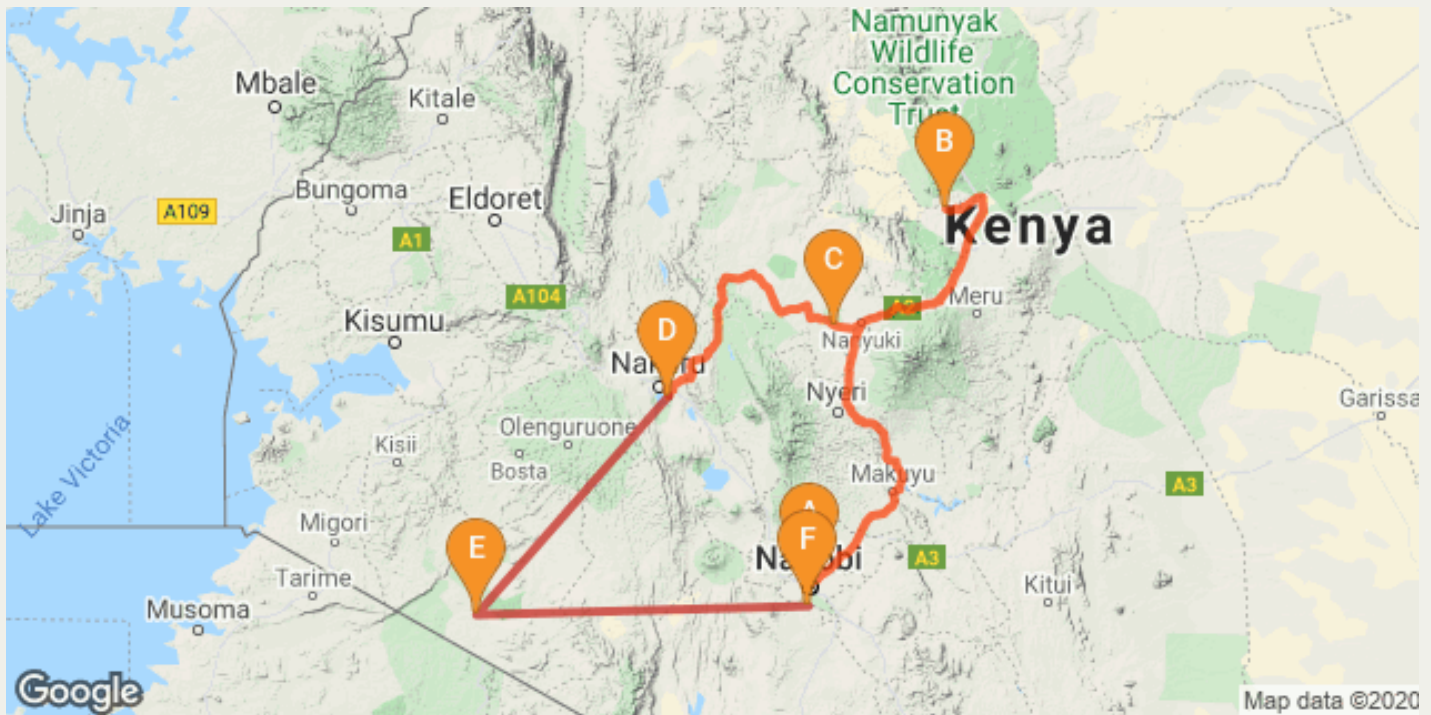 Namunyak
Wildlife
Conservation
Trust
Mbale
Kitale
B
Bungoma
Eldoret
A109
Jinja
A1
Kenya
C
A104
Meru
Kisumu
D
Nanyuki
Nyeri
Garissa
Olenguruone
Kisii
Bosta
Lake Victoria
Makuyu
A3
A
Migori
E
F
A3
Tarime
Kitui
Musoma
Google
Map data ©2020